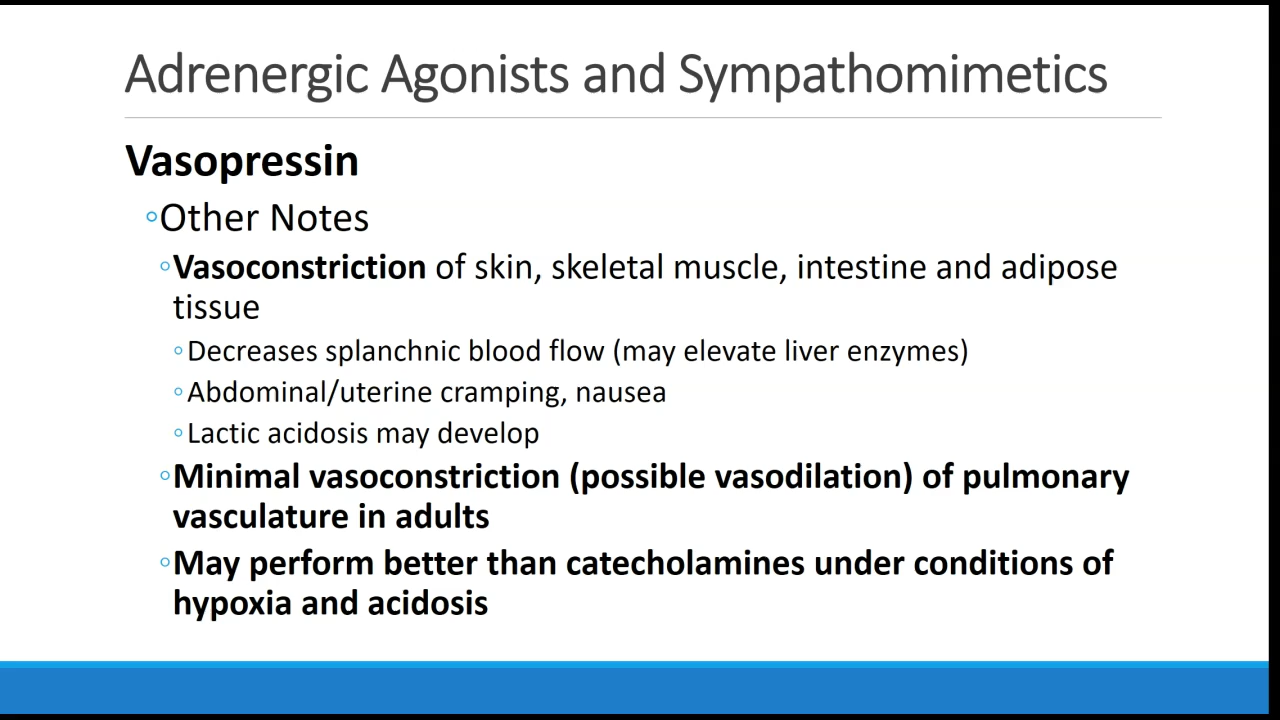 Adrenergic Agonists and Sympathomimetics
Vasopressin
◦Other Notes
◦Vasoconstriction of skin, skeletal muscle, intestine and adipose
tissue
◦Decreases splanchnic blood flow (may elevate liver enzymes)
◦Abdominal/uterine cramping, nausea
◦Lactic acidosis may develop
◦Minimal vasoconstriction (possible vasodilation) of pulmonary
vasculature in adults
◦May perform better than catecholamines under conditions of
hypoxia and acidosis